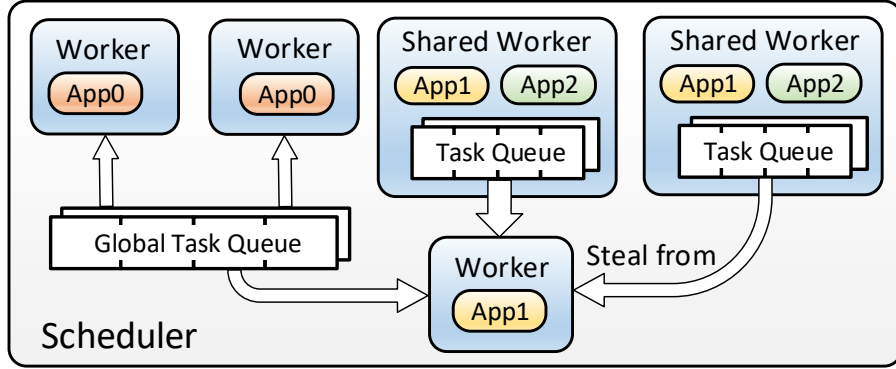 Worker
App0
Worker
App0
Shared Worker
App1 App2
Task Queue
Shared Worker
App1 App2
Task Queue
Global Task Queue
Worker
App1
Steal from
Scheduler